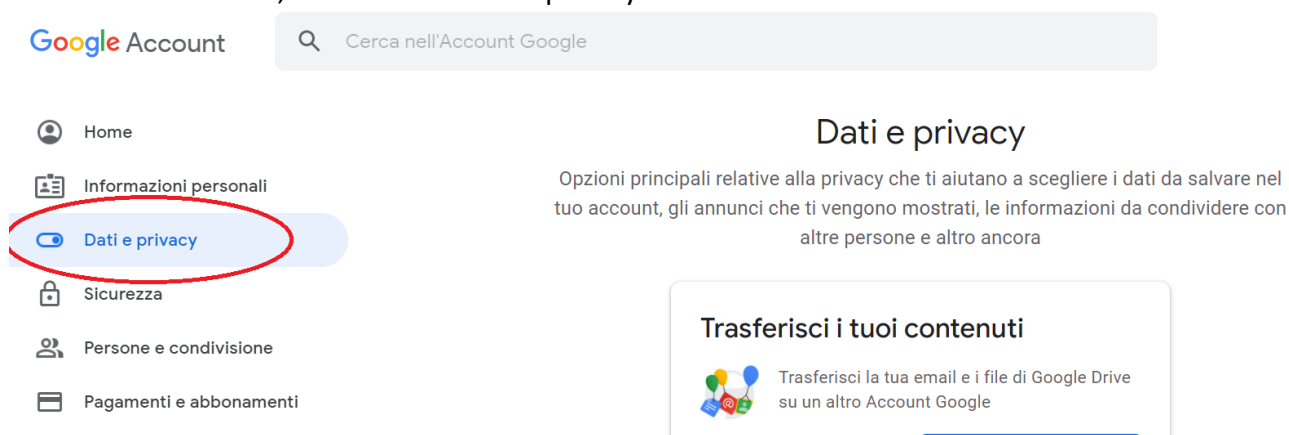 Google Account
Cerca nell'Account Google
Home
Informazioni personali
Dati e privacy
Sicurezza
Persone e condivisione
Pagamenti e abbonamenti
Dati e privacy
Opzioni principali relative alla privacy che ti aiutano a scegliere i dati da salvare nel
tuo account, gli annunci che ti vengono mostrati, le informazioni da condividere con
altre persone e altro ancora
Trasferisci i tuoi contenuti
Trasferisci la tua email e i file di Google Drive
su un altro Account Google